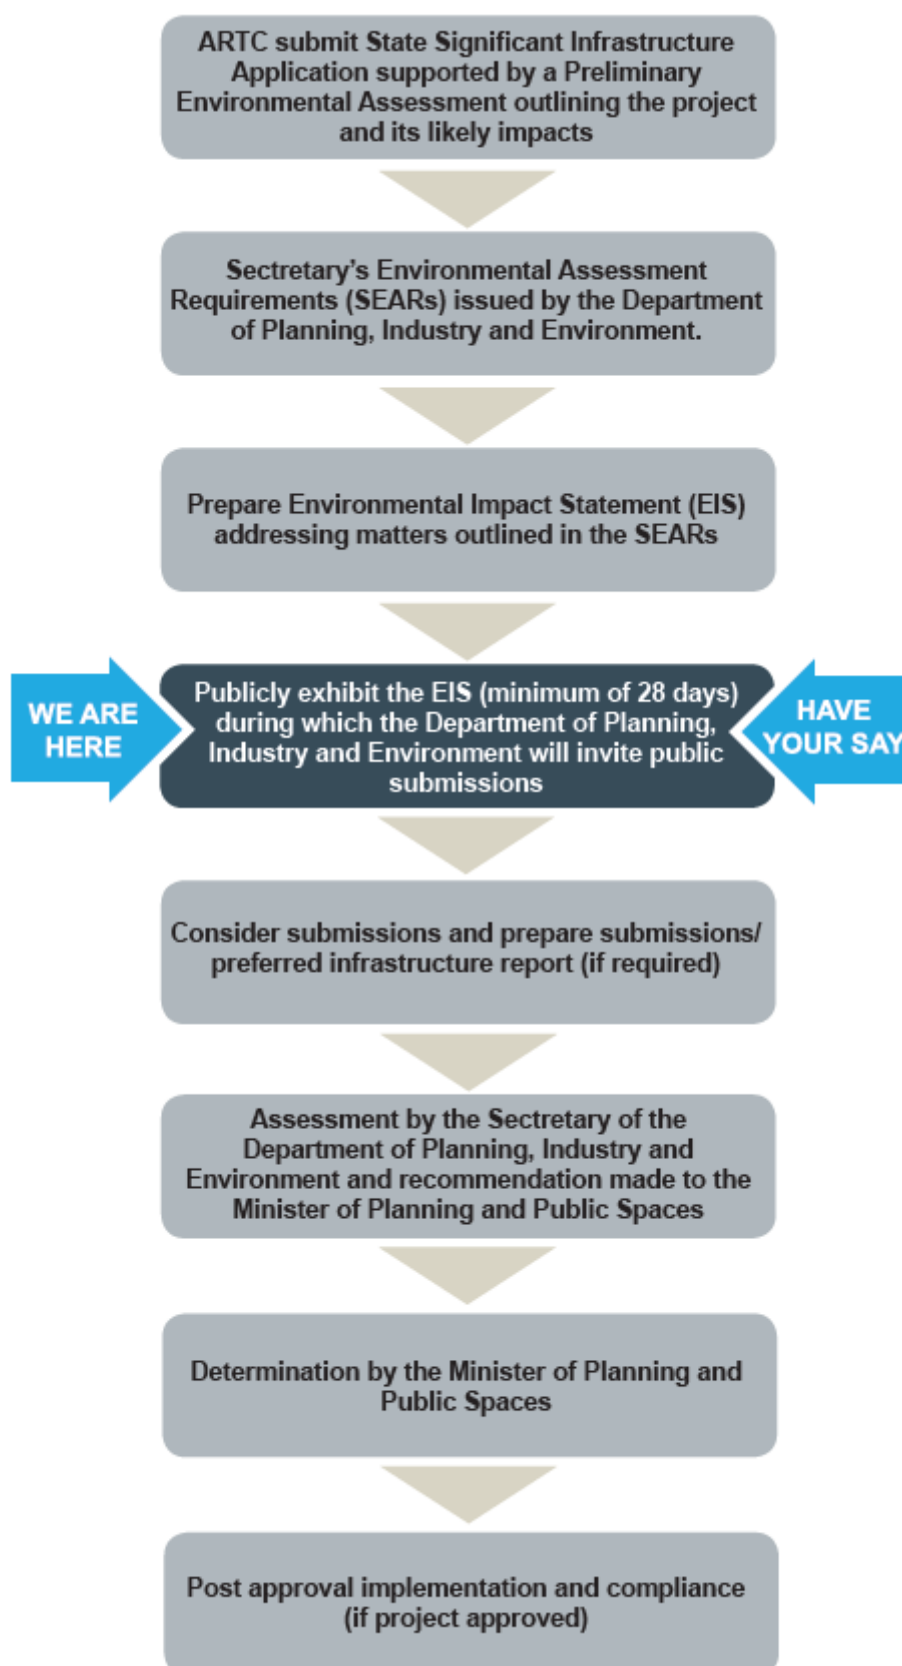 ARTC submit State Significant Infrastructure
Application supported by a Preliminary
Environmental Assessment outlining the project
and its likely impacts
Sectretary’s Environmental Assessment
Requirements (SEARs) issued by the Department
of Planning, Industry and Environment.
Prepare Environmental Impact Statement (EIS)
addressing matters outlined in the SEARs
WE ARE
HERE
Publicly exhibit the EIS (minimum of 28 days)
during which the Department of Planning,
Industry and Environment will invite public
submissions
HAVE
YOUR SAY
Consider submissions and prepare submissions/
preferred infrastructure report (if required)
Assessment by the Sectretary of the
Department of Planning, Industry and
Environment and recommendation made to the
Minister of Planning and Public Spaces
Determination by the Minister of Planning and
Public Spaces
Post approval implementation and compliance
(if project approved)